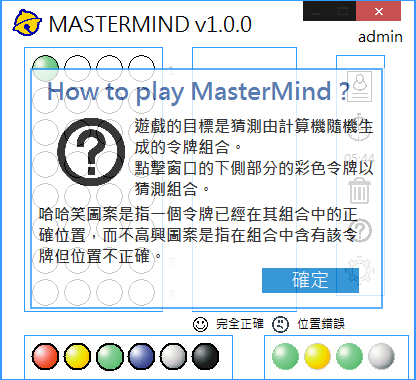 MASTERMIND v1.0.0
admin
How to play MasterMind ?
遊戲的目標是猜測由計算機隨機生
成的令牌組合。
點擊窗口的下側部分的彩色令牌以
猜測組合。
哈哈笑圖案是指一個令牌已經在其組合中的正
確位置，而不高興圖案是指在組合中含有該令
牌但位置不正確。
05:44
確定
完全正確 位置錯誤